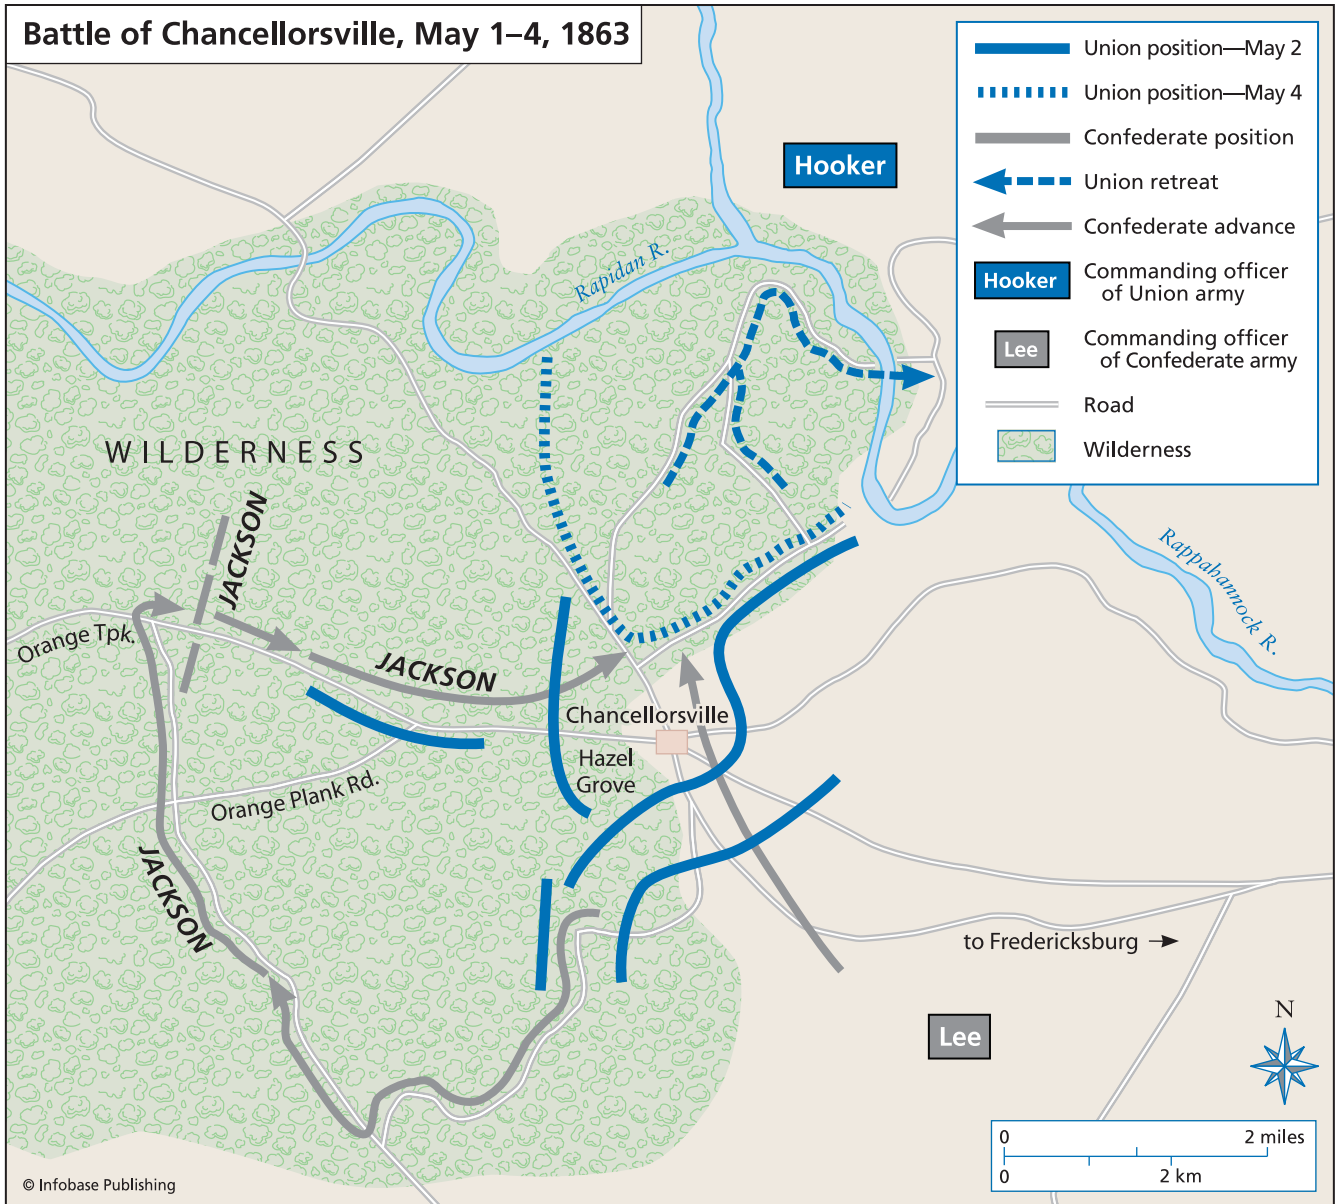 Battle of Chancellorsville, May 1–4, 1863
Union position—May 2
Union position—May 4
Confederate position
Union retreat
Confederate advance
Hooker
Commanding officer
of Union army
Lee
Commanding officer
of Confederate army
Road
Wilderness
Hooker
Rapidan R.
WILDERNESS
JACKSON
Rappahannock R.
Orange Tpk.
JACKSON
Chancellorsville
Hazel
Grove
Orange Plank Rd.
JACKSON
to Fredericksburg
Lee
N
0 2 miles
0 2 km
© Infobase Publishing